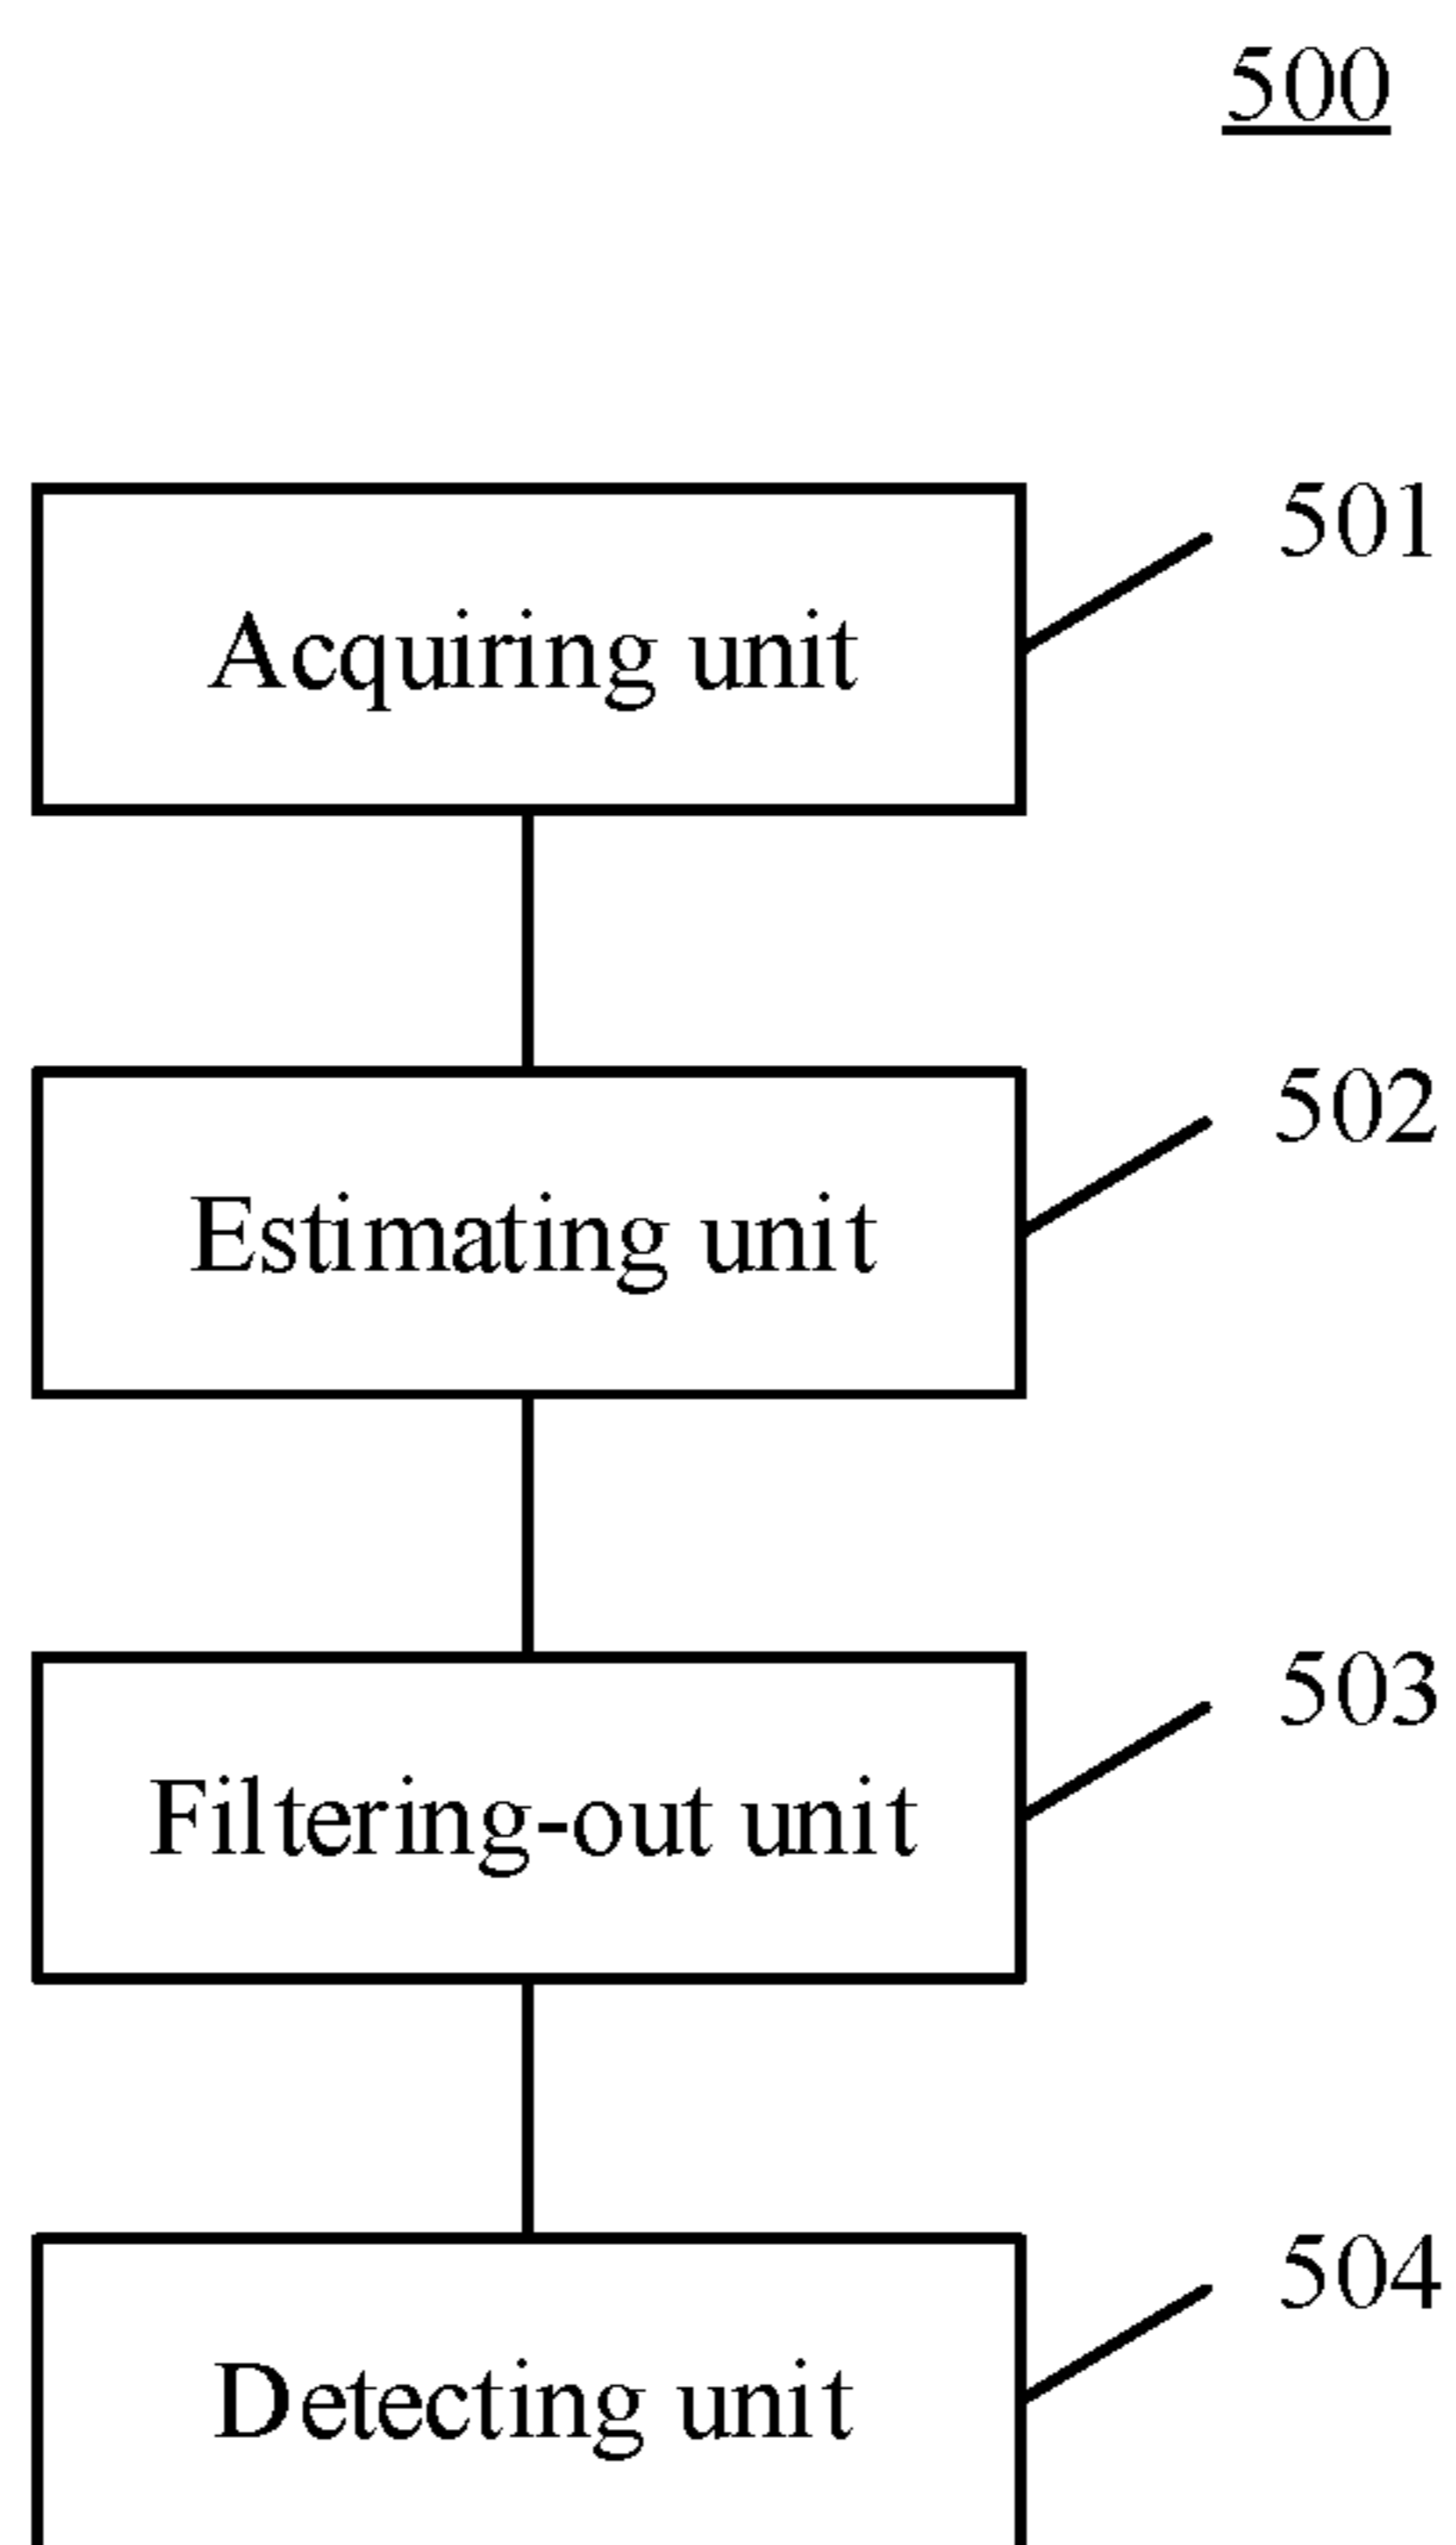 500
501
Acquiring unit
502
Estimating unit
503
Filtering-out unit
504
Detecting unit